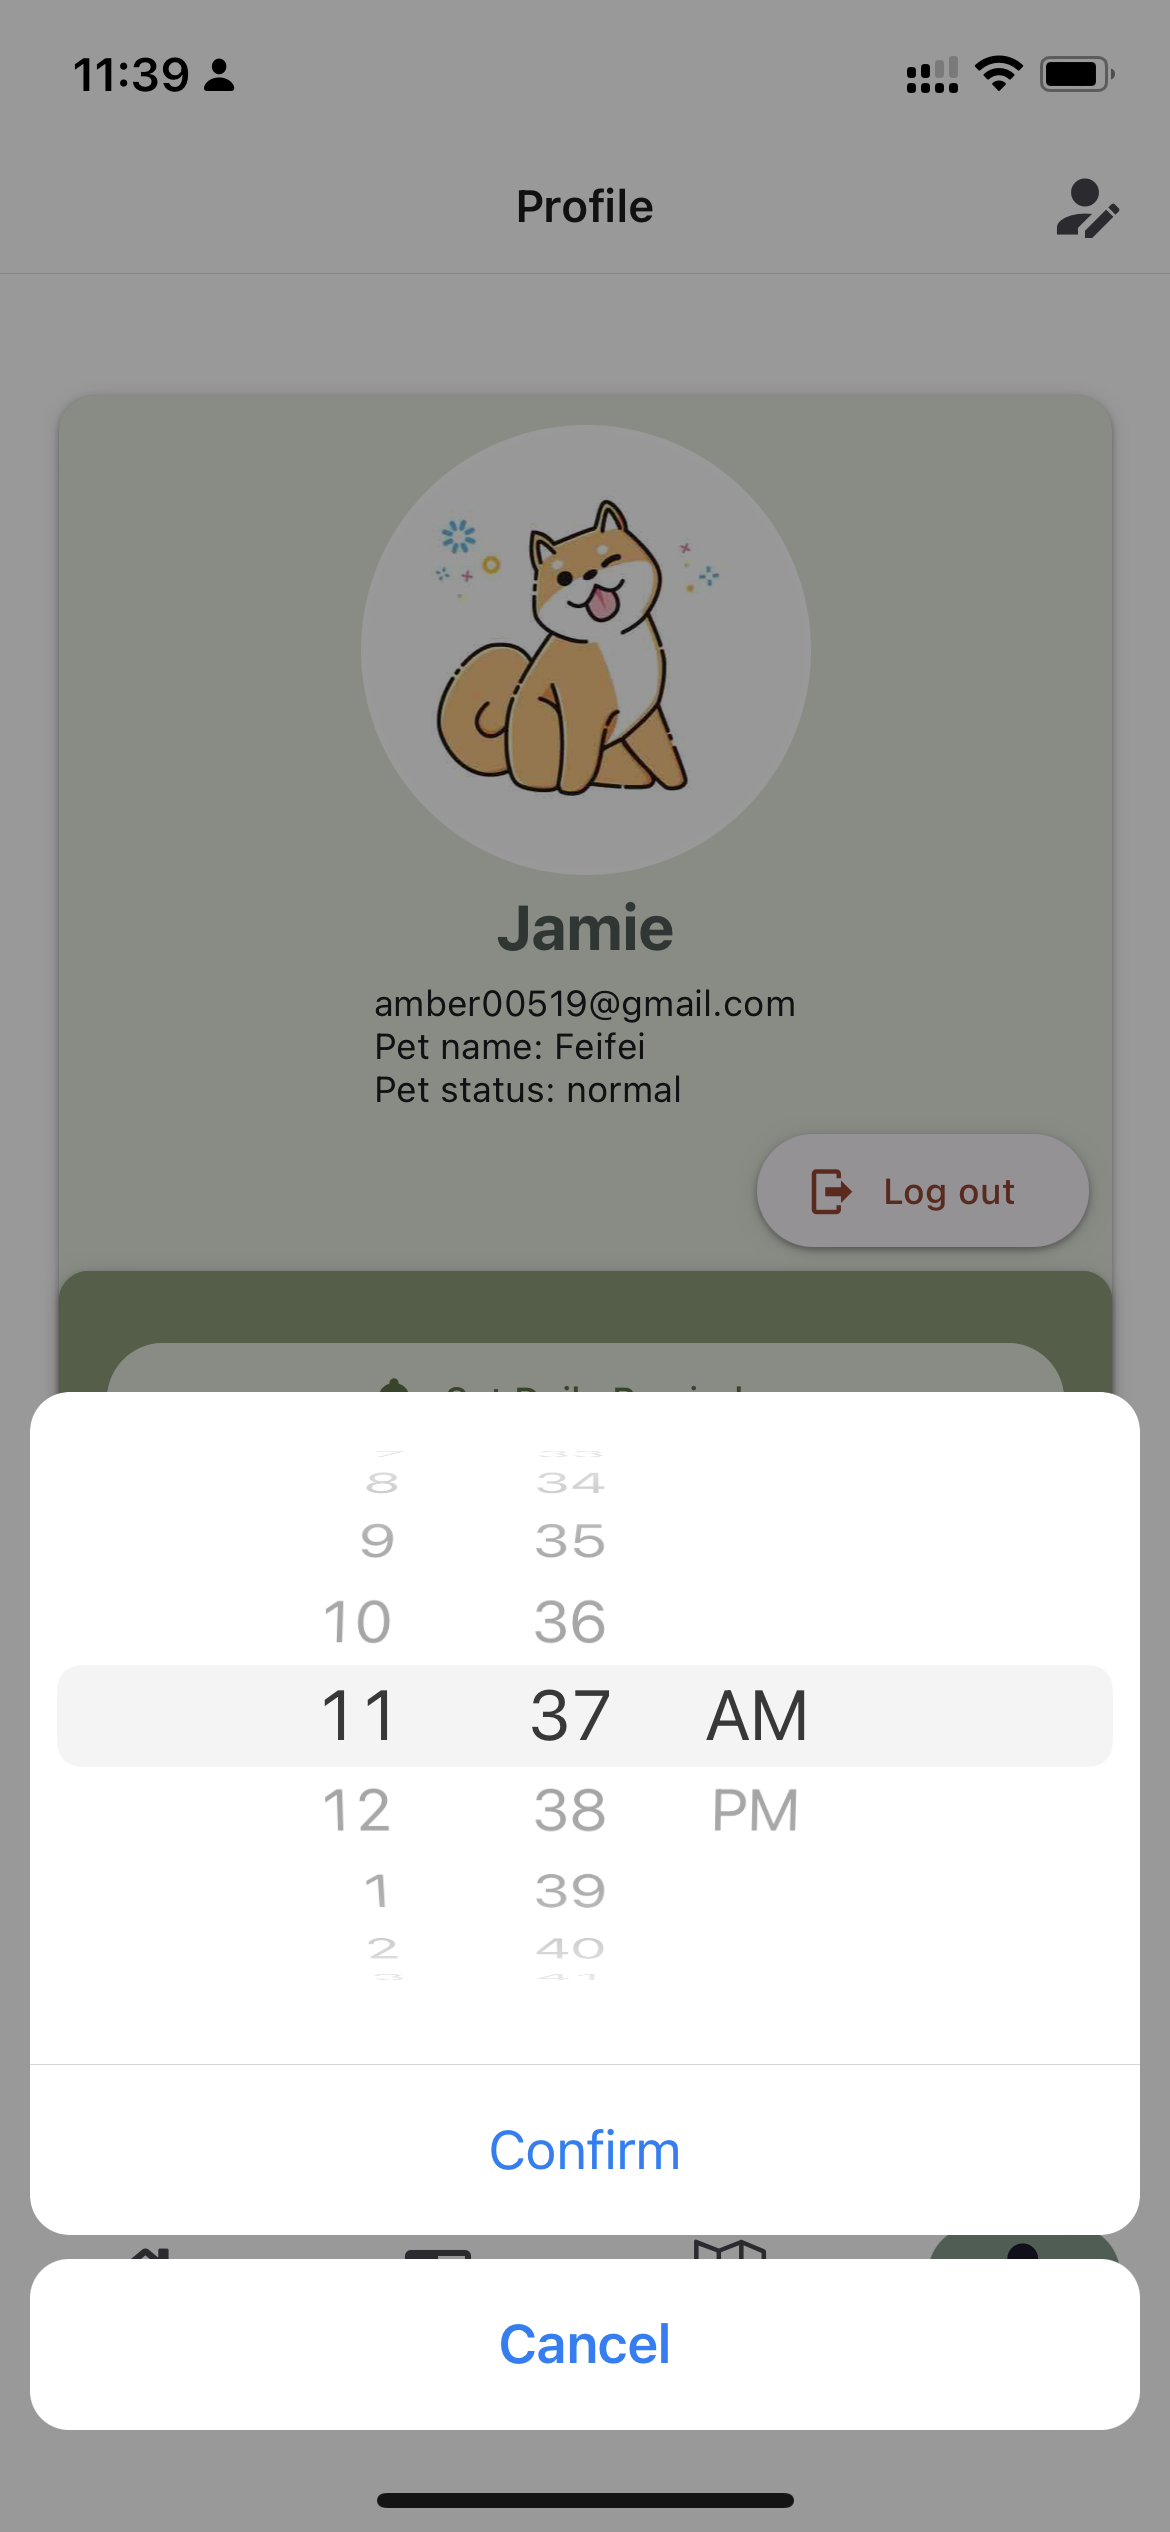 11:39
Profile
Jamie
amber00519@gmail.com
Pet name: Feifei
Pet status: normal
Log out
7 33
8 34
9 35
10 36
11 37 AM
12 38 PM
1 39
2 40
3 41
Confirm
Cancel